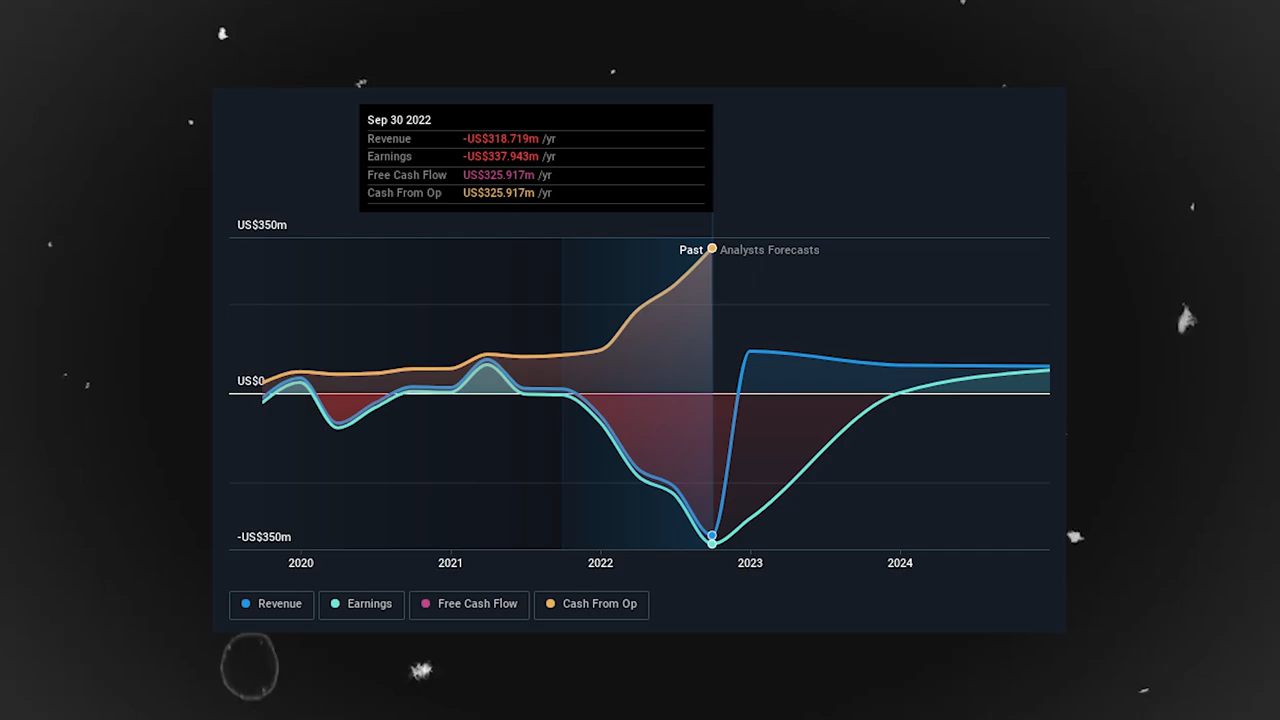 Sep 30 2022
Revenue -US$318.719m /yr
Earnings -US$337.943m /yr
Free Cash Flow US$325.917m /yr
Cash From Op US$325.917m /yr
US$350m
Past Analysts Forecasts
US$0
-US$350m
2020 2021 2022 2023 2024
Revenue Earnings Free Cash Flow Cash From Op